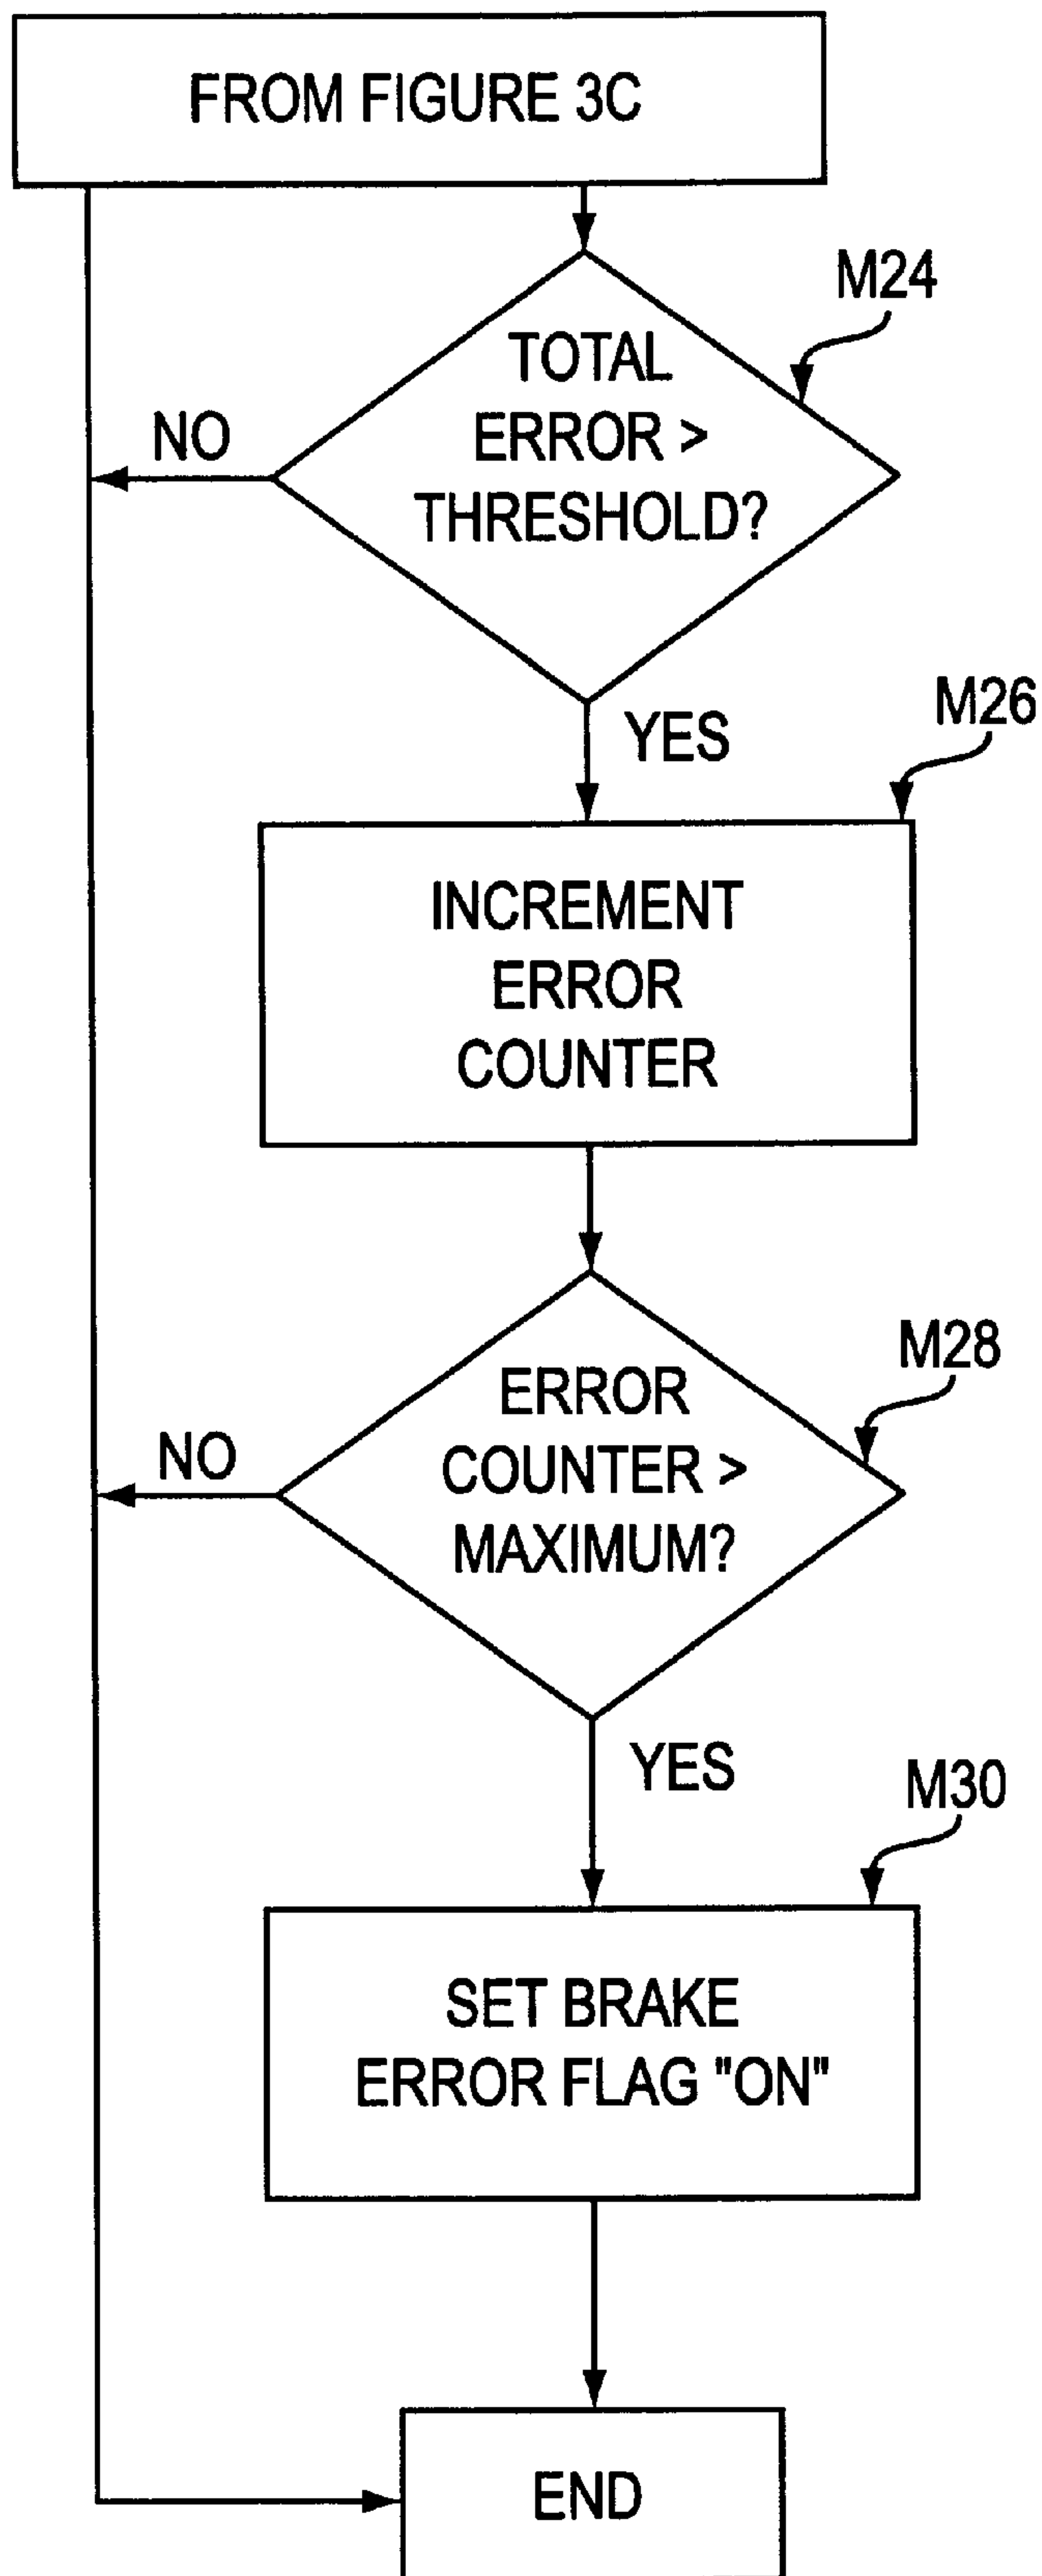 FROM FIGURE 3C
M24
TOTAL
ERROR >
THRESHOLD?
NO
YES
M26
INCREMENT
ERROR
COUNTER
M28
ERROR
COUNTER >
MAXIMUM?
NO
YES
M30
SET BRAKE
ERROR FLAG "ON"
END